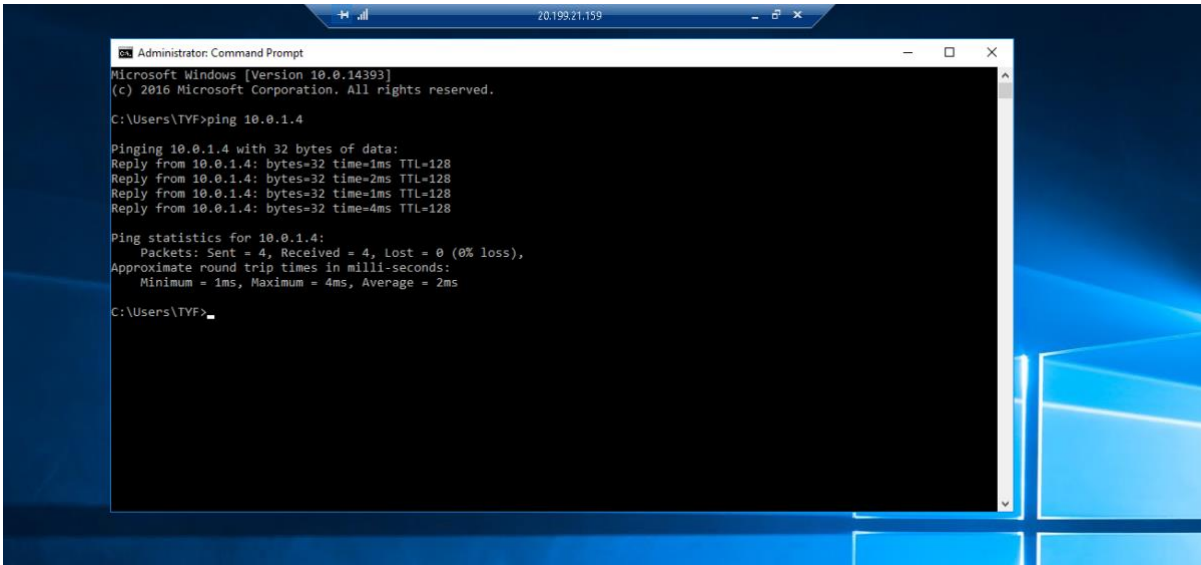 20.199.21.159
Administrator: Command Prompt
Microsoft Windows [Version 10.0.14393]
(c) 2016 Microsoft Corporation. All rights reserved.
C:\Users\TYF>ping 10.0.1.4
Pinging 10.0.1.4 with 32 bytes of data:
Reply from 10.0.1.4: bytes=32 time=1ms TTL=128
Reply from 10.0.1.4: bytes=32 time=2ms TTL=128
Reply from 10.0.1.4: bytes=32 time=1ms TTL=128
Reply from 10.0.1.4: bytes=32 time=4ms TTL=128
Ping statistics for 10.0.1.4:
    Packets: Sent = 4, Received = 4, Lost = 0 (0% loss),
Approximate round trip times in milli-seconds:
    Minimum = 1ms, Maximum = 4ms, Average = 2ms
C:\Users\TYF>